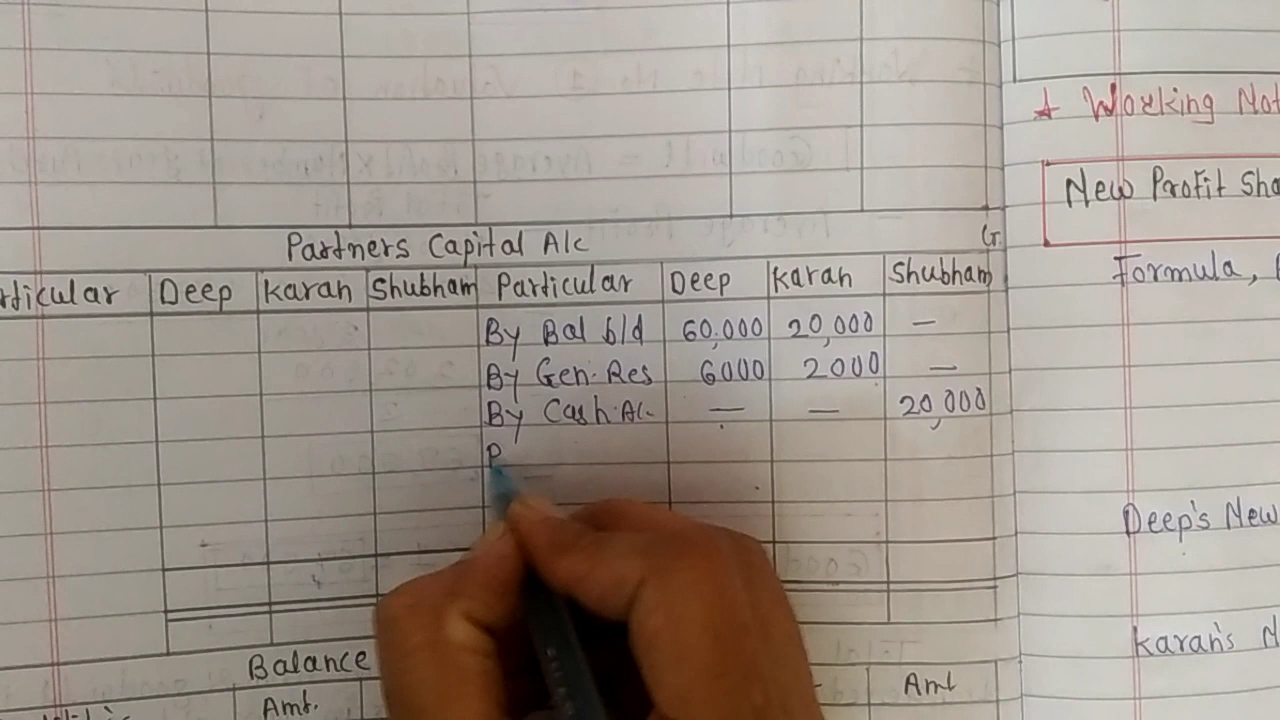 Partners Capital A/c
Cr.
Particular Deep Karan Shubham Particular Deep Karan Shubham
By Bal b/d 60,000 20,000 —
By Gen. Res 6000 2000 —
By Cash A/c — — 20,000
B
Balance
Amt. Amt
★ Working Not
New Profit Sha
Formula,
Deep's New
Karan's N